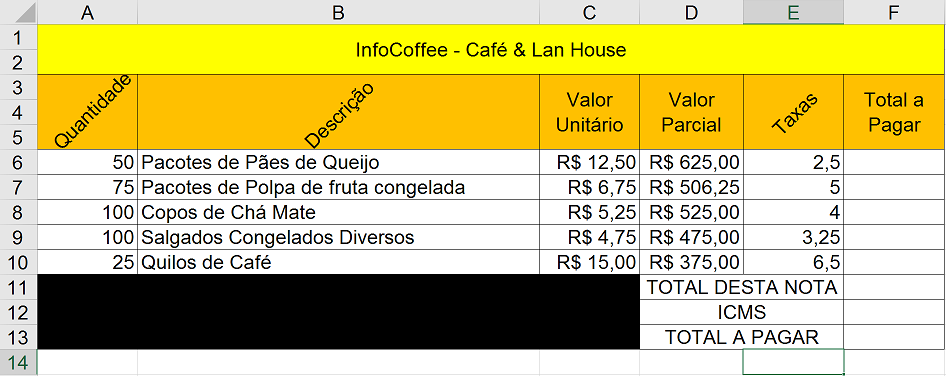 A B C D E F
1
2
InfoCoffee - Café & Lan House
3
4
5
Quantidade
Descrição
Valor
Unitário
Valor
Parcial
Taxas
Total a
Pagar
6 50 Pacotes de Pães de Queijo R$ 12,50 R$ 625,00 2,5
7 75 Pacotes de Polpa de fruta congelada R$ 6,75 R$ 506,25 5
8 100 Copos de Chá Mate R$ 5,25 R$ 525,00 4
9 100 Salgados Congelados Diversos R$ 4,75 R$ 475,00 3,25
10 25 Quilos de Café R$ 15,00 R$ 375,00 6,5
11 TOTAL DESTA NOTA
12 ICMS
13 TOTAL A PAGAR
14